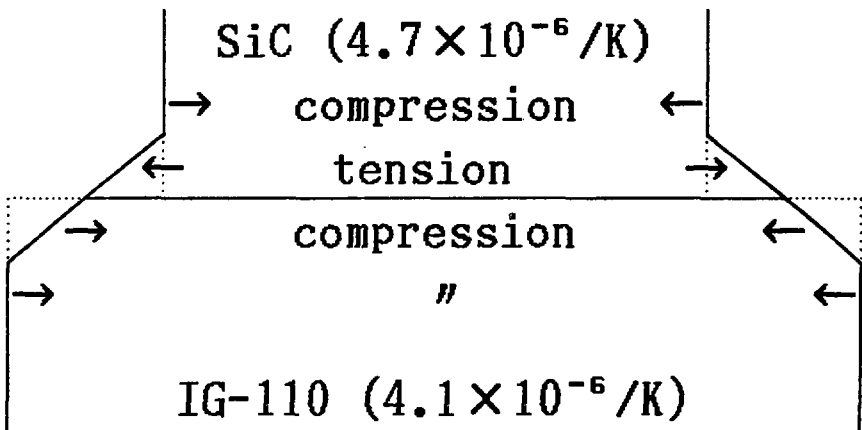 SiC (4.7×10⁻⁶/K)
→ compression ←
← tension →
→ compression ←
→ 〃 ←
IG-110 (4.1×10⁻⁶/K)